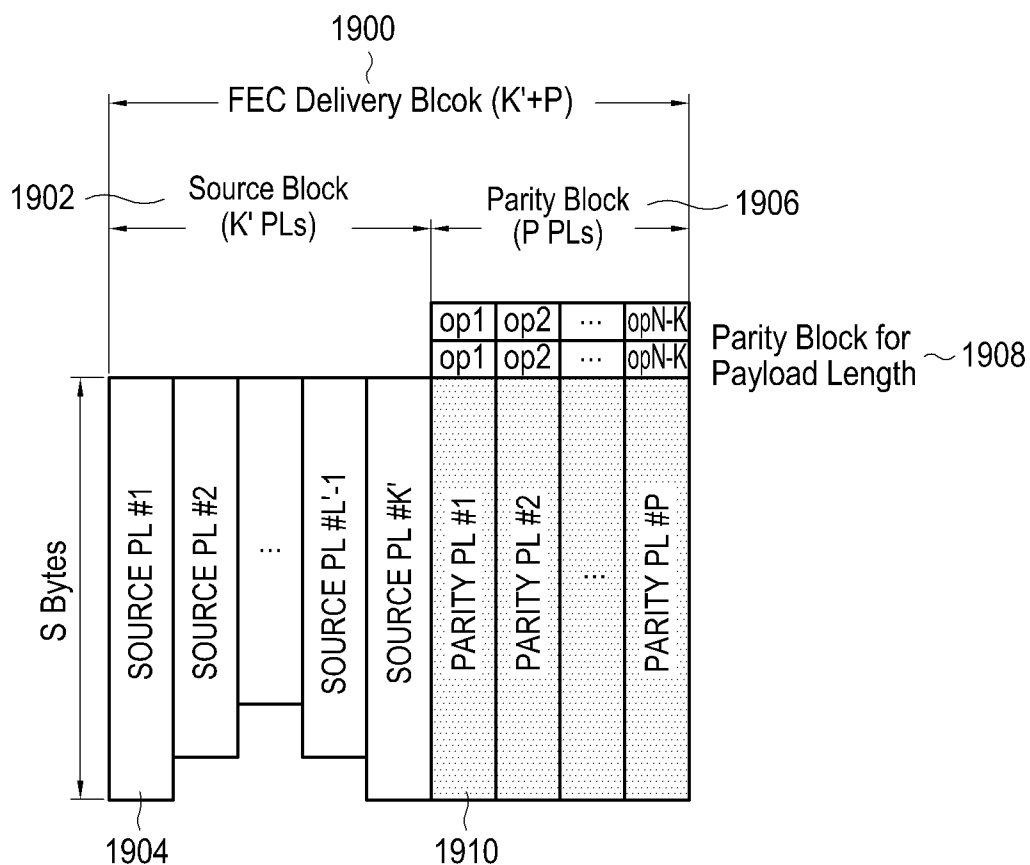 1900
FEC Delivery Blcok (K'+P)
1902
Source Block
(K' PLs)
Parity Block
(P PLs)
1906
op1 op2 ... opN-K
op1 op2 ... opN-K
Parity Block for
Payload Length
1908
S Bytes
SOURCE PL #1
SOURCE PL #2
...
SOURCE PL #L'-1
SOURCE PL #K'
PARITY PL #1
PARITY PL #2
...
PARITY PL #P
1904
1910